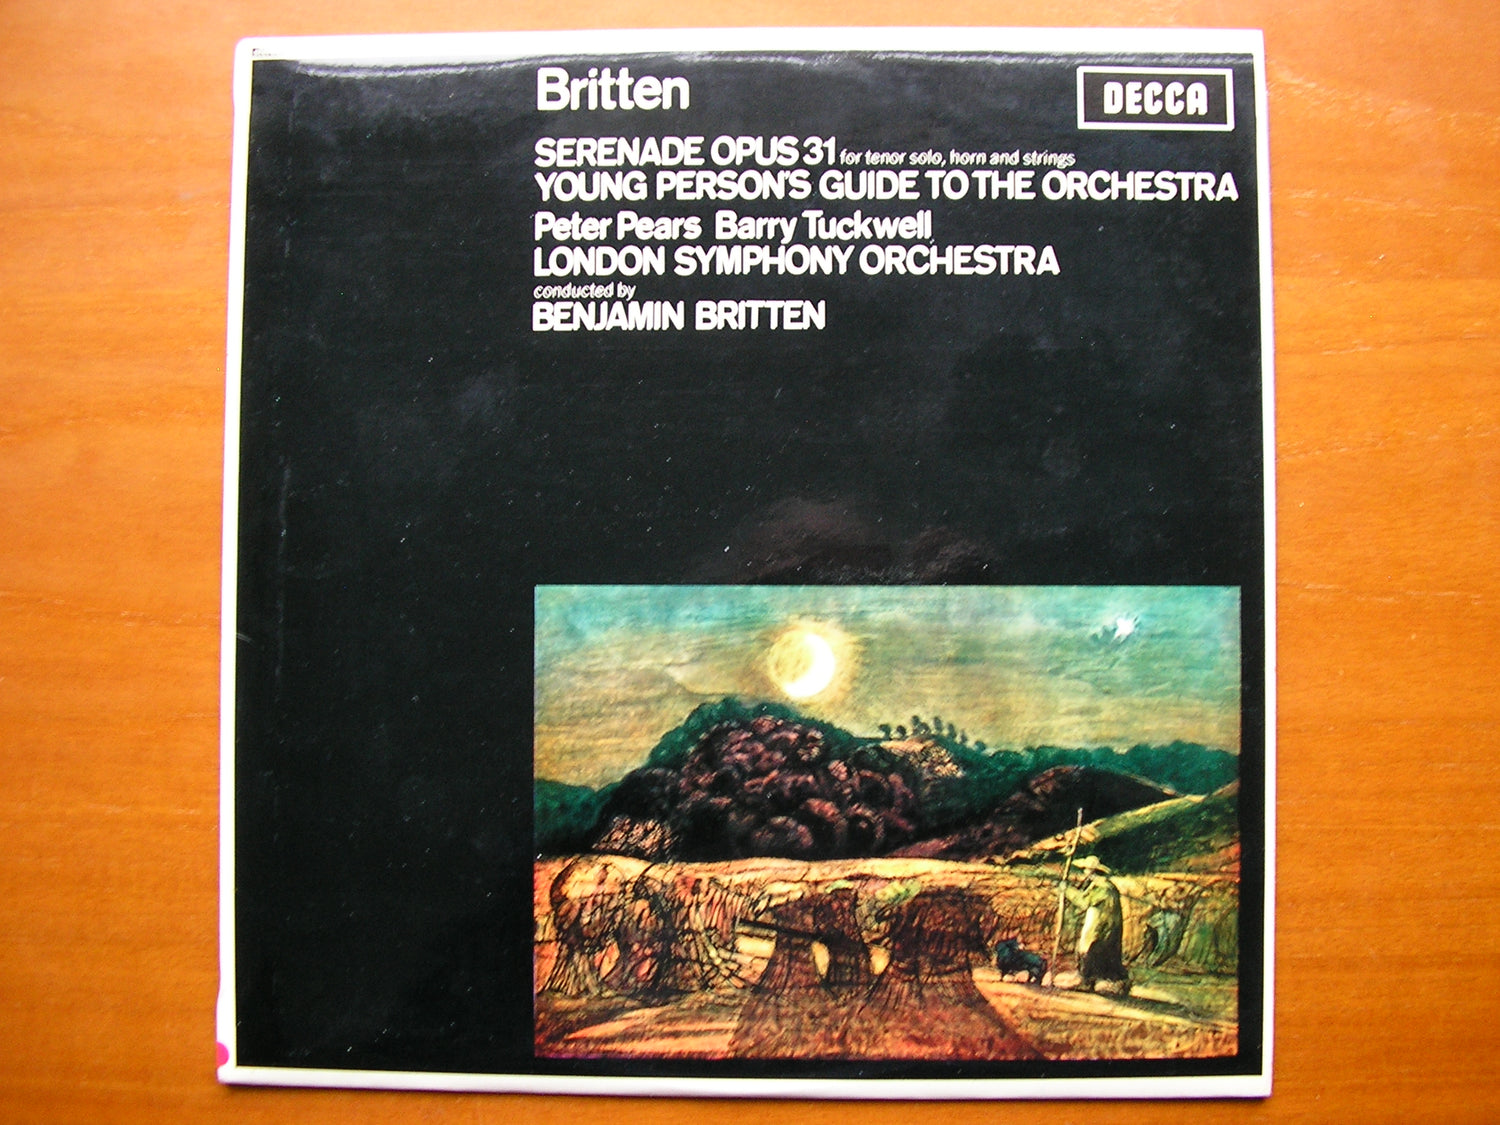 Britten
DECCA
SERENADE OPUS 31 for tenor solo, horn and strings
YOUNG PERSON'S GUIDE TO THE ORCHESTRA
Peter Pears Barry Tuckwell
LONDON SYMPHONY ORCHESTRA
conducted by
BENJAMIN BRITTEN